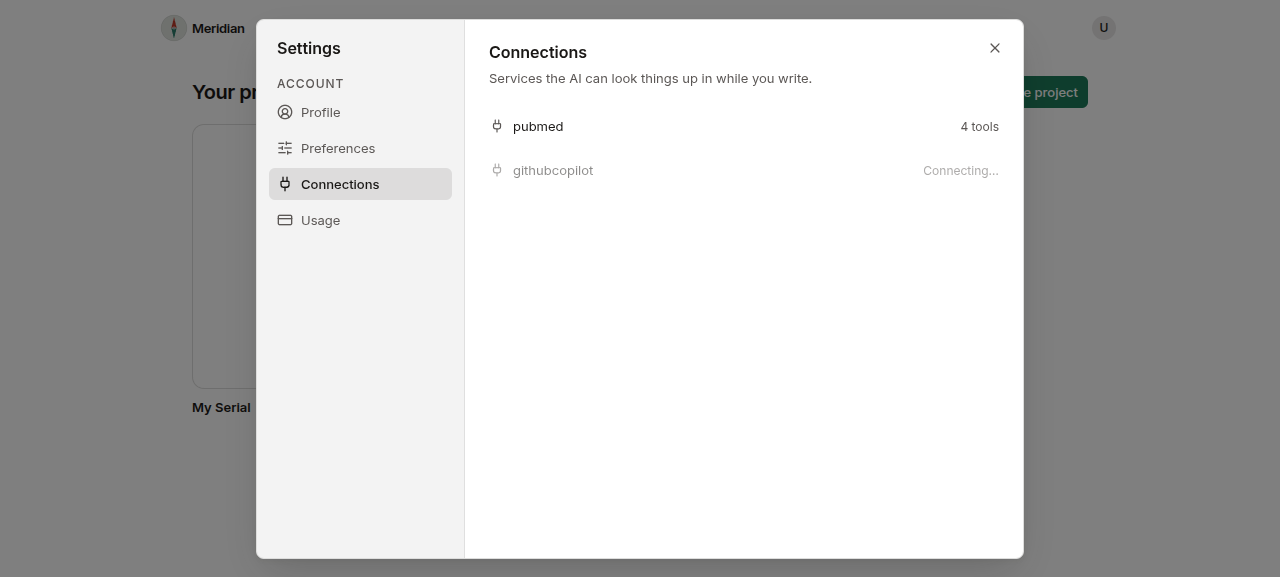 Meridian
U
Your pr
e project
My Serial
Settings
ACCOUNT
Profile
Preferences
Connections
Usage
Connections
Services the AI can look things up in while you write.
pubmed
4 tools
githubcopilot
Connecting…